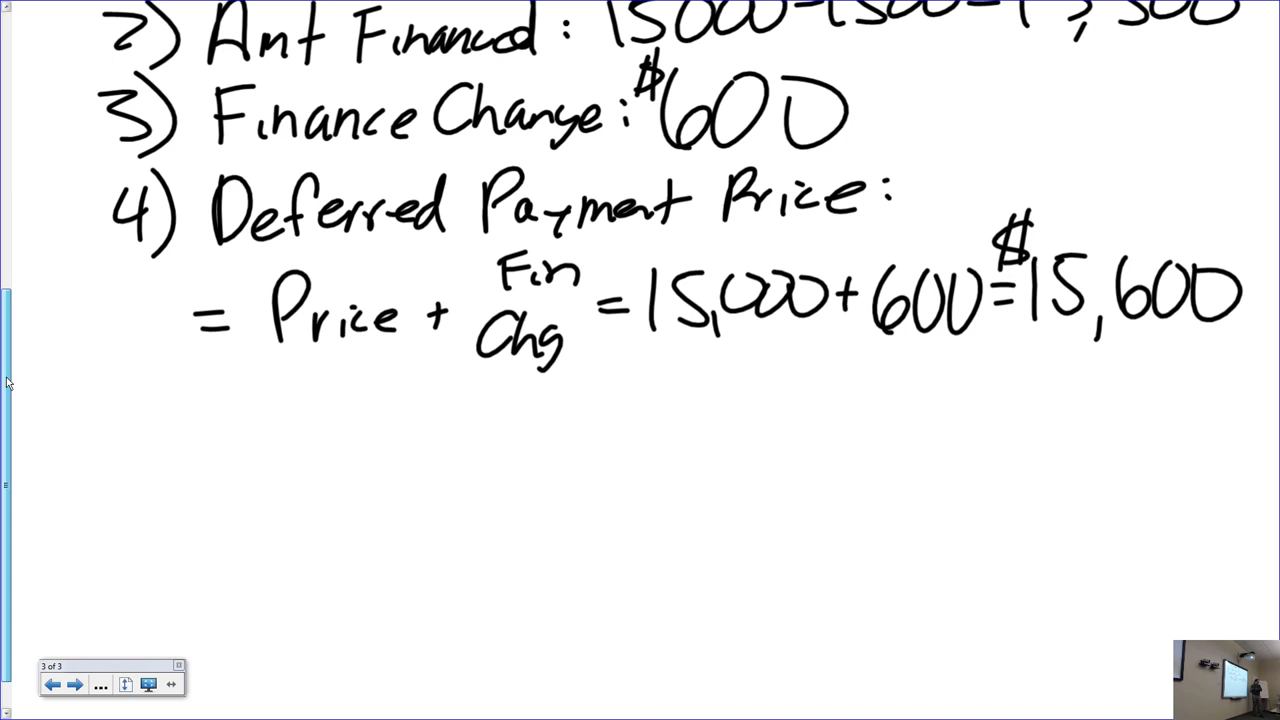 2) Amt Financed: 15000-1500=13,500
3) Finance Change: $600
4) Deferred Payment Price:
= Price + Fin Chg = 15,000+600=$15,600
3 of 3